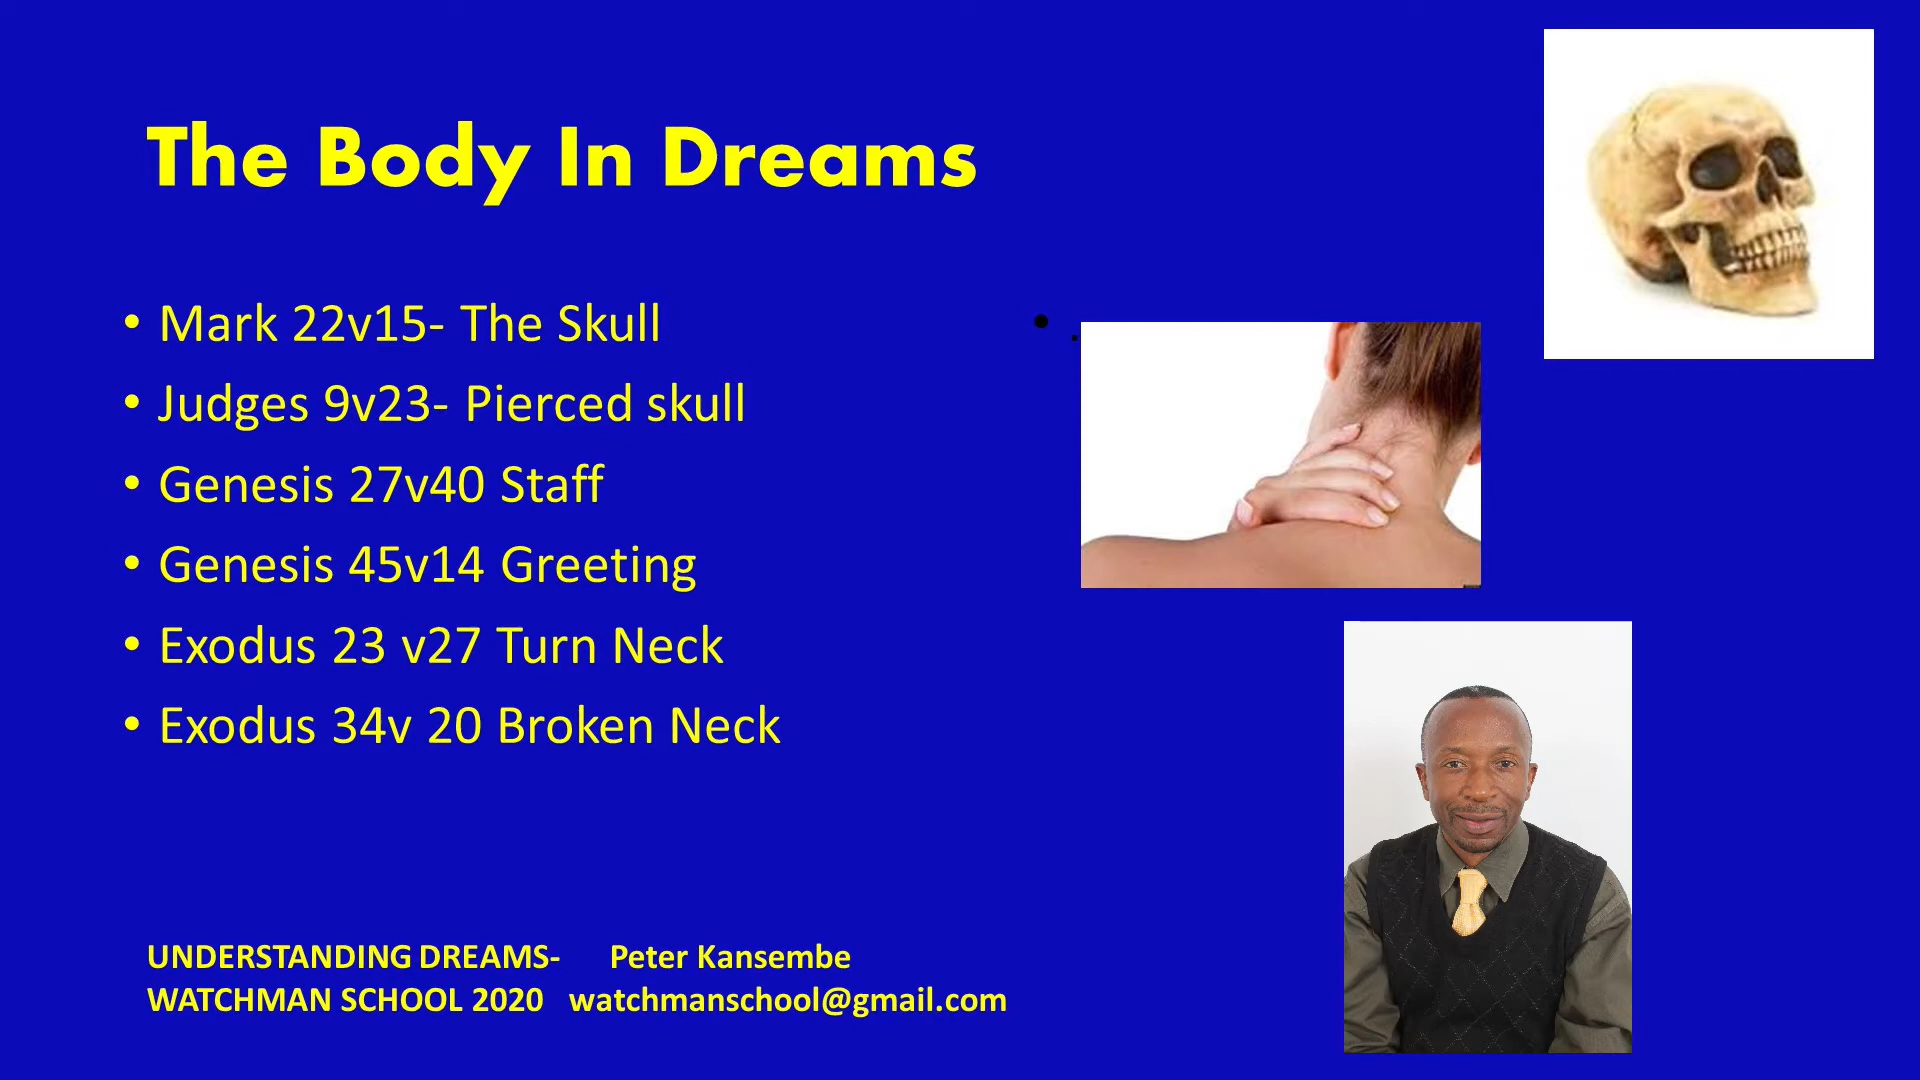 The Body In Dreams
• Mark 22v15- The Skull
• Judges 9v23- Pierced skull
• Genesis 27v40 Staff
• Genesis 45v14 Greeting
• Exodus 23 v27 Turn Neck
• Exodus 34v 20 Broken Neck
• .
UNDERSTANDING DREAMS- Peter Kansembe
WATCHMAN SCHOOL 2020 watchmanschool@gmail.com